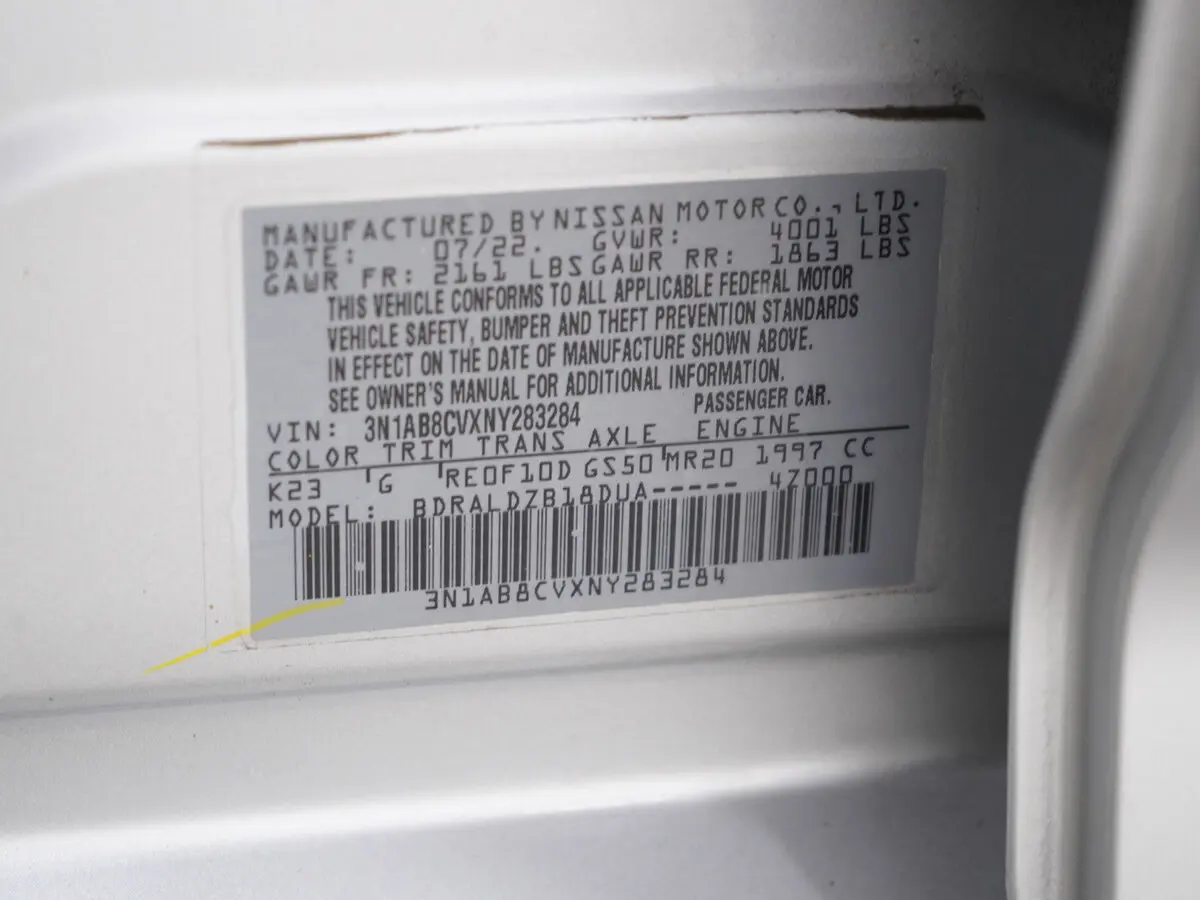 MANUFACTURED BY NISSAN MOTOR CO., LTD.
DATE: 07/22. GVWR: 4001 LBS
GAWR FR: 2161 LBS GAWR RR: 1863 LBS
THIS VEHICLE CONFORMS TO ALL APPLICABLE FEDERAL MOTOR
VEHICLE SAFETY, BUMPER AND THEFT PREVENTION STANDARDS
IN EFFECT ON THE DATE OF MANUFACTURE SHOWN ABOVE.
SEE OWNER'S MANUAL FOR ADDITIONAL INFORMATION.
VIN: 3N1AB8CVXNY283284 PASSENGER CAR.
COLOR TRIM TRANS AXLE ENGINE
K23 G RE0F10D GS50 MR20 1997 CC
MODEL: BDRALDZB18DUA----- 47000
3N1AB8CVXNY283284